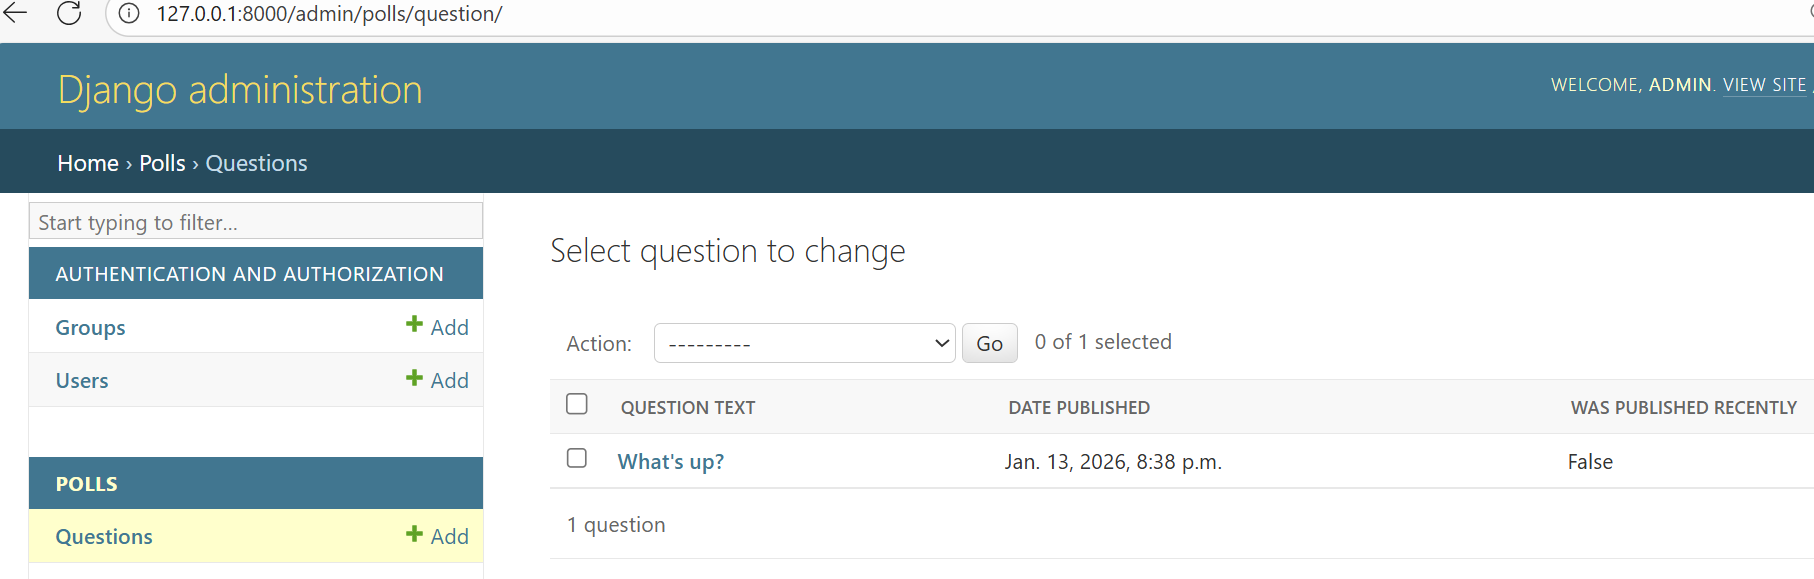 127.0.0.1:8000/admin/polls/question/
Django administration
WELCOME, ADMIN. VIEW SITE
Home › Polls › Questions
Start typing to filter...
AUTHENTICATION AND AUTHORIZATION
Groups + Add
Users + Add
POLLS
Questions + Add
Select question to change
Action: --------- Go 0 of 1 selected
QUESTION TEXT DATE PUBLISHED WAS PUBLISHED RECENTLY
What's up? Jan. 13, 2026, 8:38 p.m. False
1 question